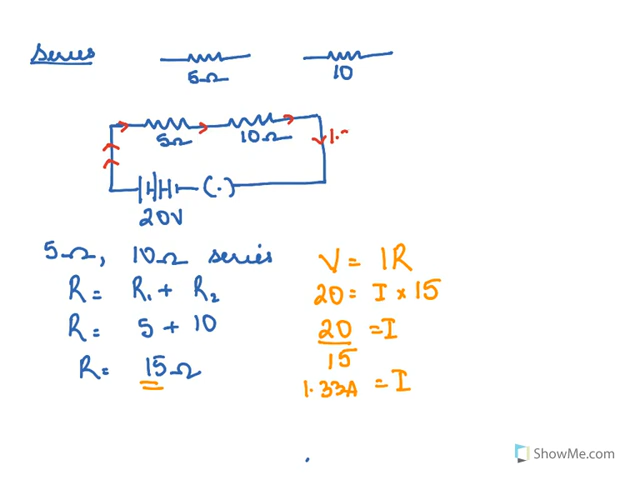 Series
5Ω 10
5Ω 10Ω 1.
20V
5Ω, 10Ω series
R = R1 + R2
R = 5 + 10
R = 15Ω
V = IR
20 = I × 15
20 = I
15
1.33A = I
ShowMe.com